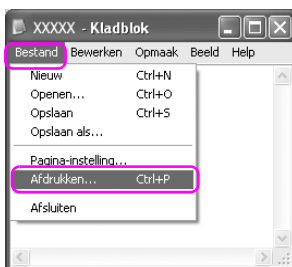 XXXXX - Kladblok
Bestand Bewerken Opmaak Beeld Help
Nieuw Ctrl+N
Openen... Ctrl+O
Opslaan Ctrl+S
Opslaan als...
Pagina-instelling...
Afdrukken... Ctrl+P
Afsluiten